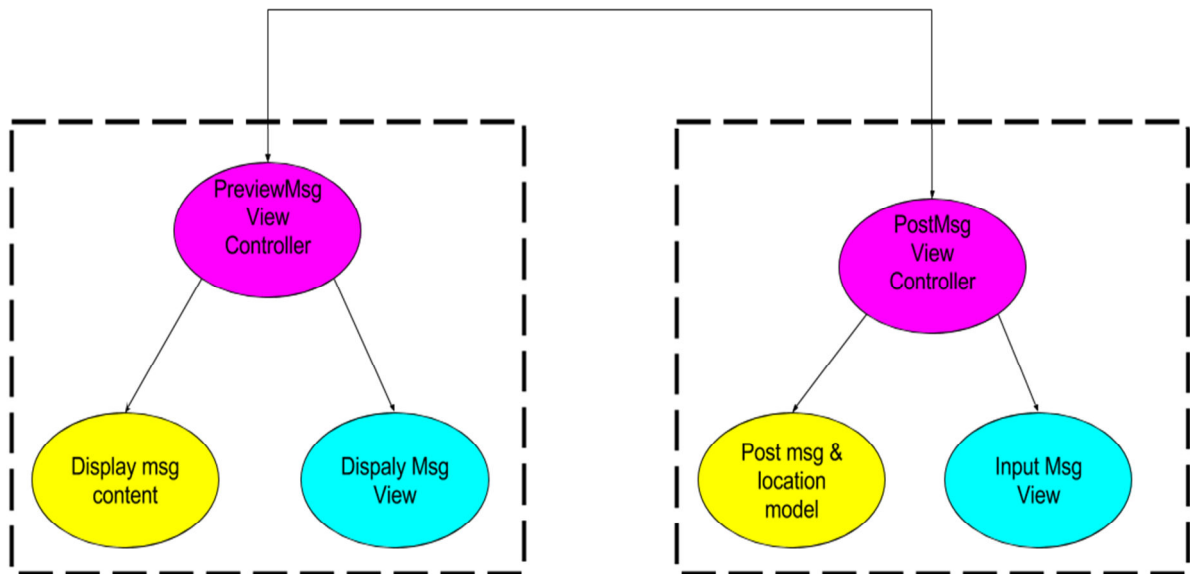 PreviewMsg
View
Controller
PostMsg
View
Controller
Display msg
content
Dispaly Msg
View
Post msg &
location
model
Input Msg
View